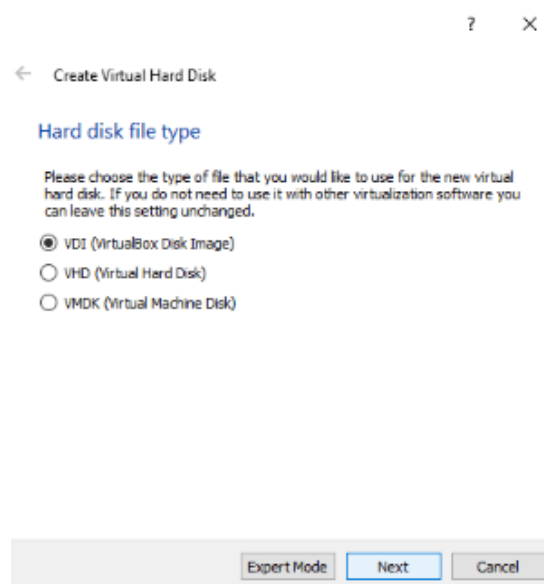 ?
Create Virtual Hard Disk
Hard disk file type
Please choose the type of file that you would like to use for the new virtual
hard disk. If you do not need to use it with other virtualization software you
can leave this setting unchanged.
VDI (VirtualBox Disk Image)
VHD (Virtual Hard Disk)
VMDK (Virtual Machine Disk)
Expert Mode Next Cancel